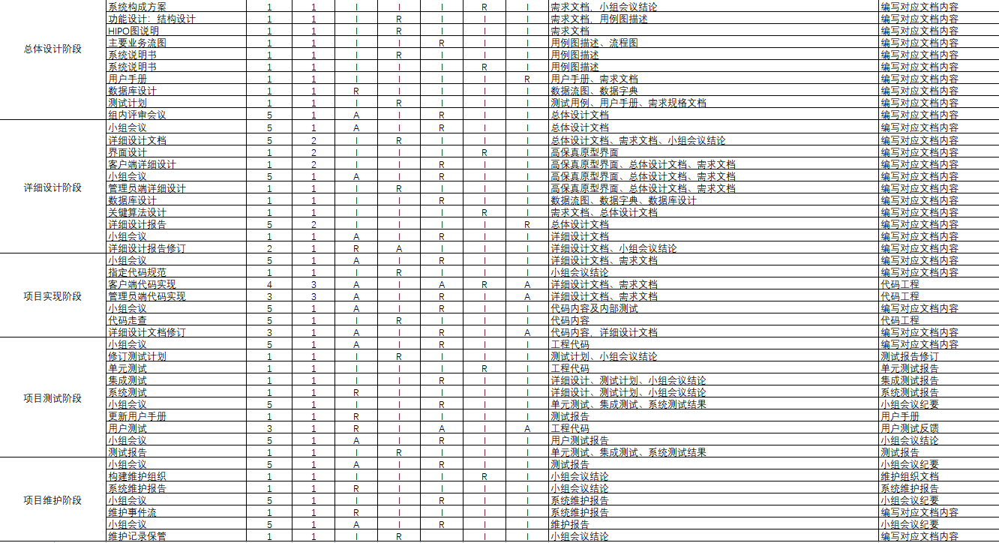 系统构成方案 1 1 I I I R I 需求文档，小组会议结论 编写对应文档内容
功能设计：结构设计 1 1 I R I I I 需求文档，用例图描述 编写对应文档内容
HIPO图说明 1 1 I R I I I 需求文档 编写对应文档内容
主要业务流图 1 1 I I R I I 用例图描述、流程图 编写对应文档内容
总体设计阶段
系统说明书 1 1 I R I I I 用例图描述 编写对应文档内容
系统说明书 1 1 I I I R I 用例图描述 编写对应文档内容
用户手册 1 1 I I I I R 用户手册、需求文档 编写对应文档内容
数据库设计 1 1 R I I I I 数据流图、数据字典 编写对应文档内容
测试计划 1 1 I R I I I 测试用例、用户手册、需求规格文档 编写对应文档内容
组内评审会议 5 1 A I R I I 总体设计文档 编写对应文档内容
小组会议 5 1 A I R I I 总体设计文档 编写对应文档内容
详细设计文档 5 2 I R I I I 总体设计文档、需求文档、小组会议结论 编写对应文档内容
界面设计 1 2 I I I R I 高保真原型界面 编写对应文档内容
客户端详细设计 1 2 I I R I I 高保真原型界面、总体设计文档、需求文档 编写对应文档内容
小组会议 5 1 A I R I I 高保真原型界面、总体设计文档、需求文档 编写对应文档内容
详细设计阶段
管理员端详细设计 1 1 I R I I I 高保真原型界面、总体设计文档、需求文档 编写对应文档内容
数据库设计 1 1 I I R I I 数据流图、数据字典、数据库设计 编写对应文档内容
关键算法设计 1 1 I I I R I 需求文档、总体设计文档 编写对应文档内容
详细设计报告 5 2 I I I I R 总体设计文档 编写对应文档内容
小组会议 1 1 A I R I I 详细设计文档 编写对应文档内容
详细设计报告修订 2 1 R A I I I 详细设计文档、小组会议结论 编写对应文档内容
小组会议 5 1 A I R I I 详细设计文档、需求文档 编写对应文档内容
指定代码规范 1 1 I R I I I 小组会议结论 编写对应文档内容
客户端代码实现 4 3 A I A R A 详细设计文档、需求文档 代码工程
项目实现阶段
管理员端代码实现 3 3 A I R I A 详细设计文档、需求文档 代码工程
小组会议 5 1 A I R I I 代码内容及内部测试 编写对应文档内容
代码走查 5 1 I R I I I 代码内容 代码工程
详细设计文档修订 3 1 A I R I A 代码内容，详细设计文档 编写对应文档内容
小组会议 5 1 A I R I I 工程代码 编写对应文档内容
修订测试计划 1 1 I R I I I 测试计划、小组会议结论 测试报告修订
单元测试 1 1 I I I R I 工程代码 单元测试报告
集成测试 1 1 I I R I I 详细设计、测试计划、小组会议结论 集成测试报告
系统测试 1 1 R I I I I 详细设计、测试计划、小组会议结论 系统测试报告
项目测试阶段
小组会议 5 1 I I R I I 单元测试、集成测试、系统测试结果 小组会议纪要
更新用户手册 1 1 R I I I I 测试报告 用户手册
用户测试 3 1 R I A I A 工程代码 用户测试反馈
小组会议 5 1 A I R I I 用户测试报告 小组会议结论
测试报告 1 1 I R I I I 单元测试、集成测试、系统测试结果 测试报告
小组会议 5 1 A I R I I 测试报告 小组会议纪要
构建维护组织 1 1 I I I R I 小组会议结论 维护组织文档
系统维护报告 1 1 R I I I I 小组会议结论 系统维护报告
项目维护阶段
小组会议 5 1 I I R I I 系统维护报告 小组会议纪要
维护事件流 1 1 R I I I I 系统维护报告 编写对应文档内容
小组会议 5 1 A I R I I 维护报告 小组会议纪要
维护记录保管 1 1 I R I I 小组会议结论 编写对应文档内容